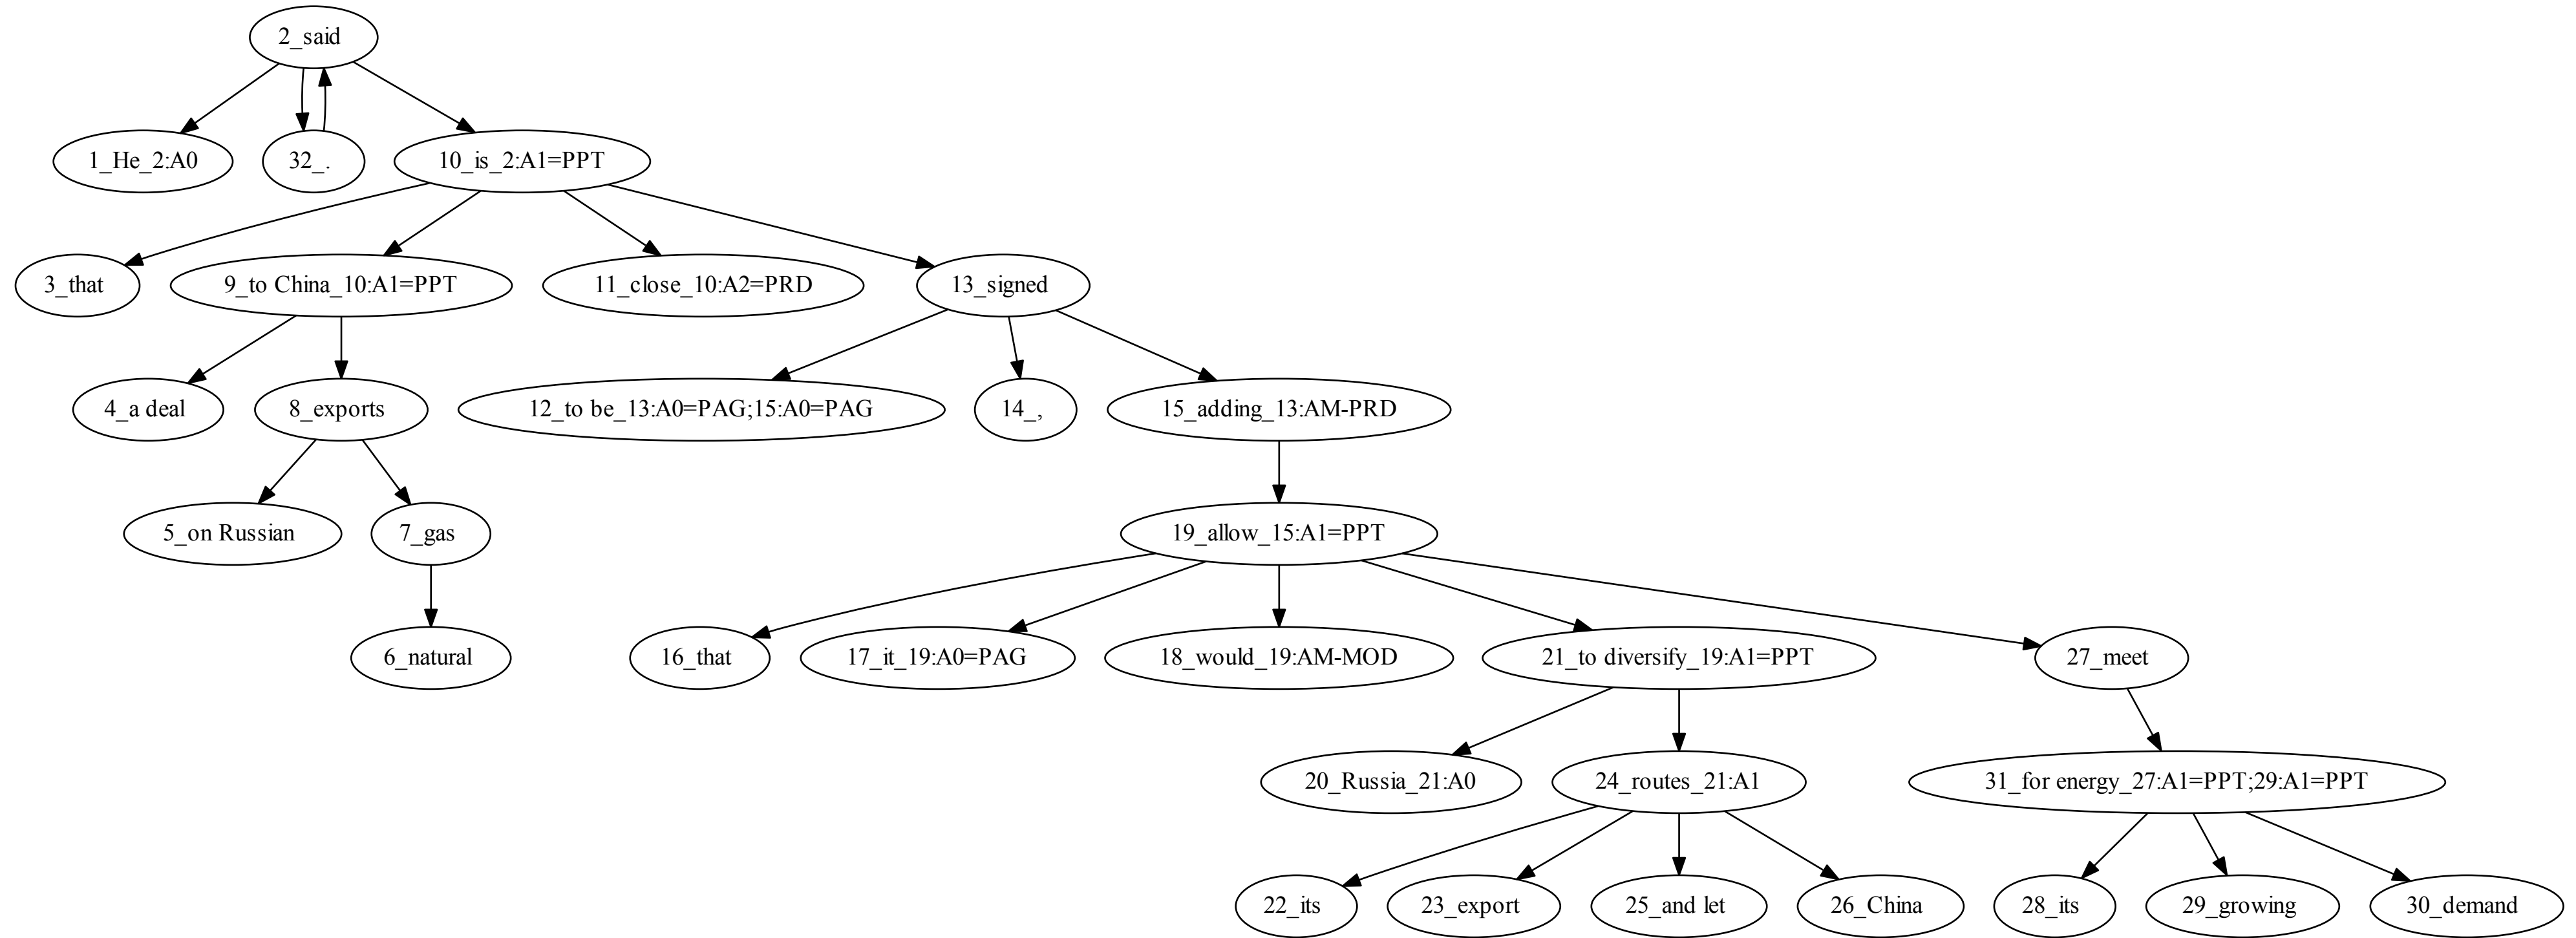 2_said
1_He_2:A0
32_.
10_is_2:A1=PPT
3_that
9_to China_10:A1=PPT
11_close_10:A2=PRD
13_signed
4_a deal
8_exports
12_to be_13:A0=PAG;15:A0=PAG
14_,
15_adding_13:AM-PRD
5_on Russian
7_gas
19_allow_15:A1=PPT
6_natural
16_that
17_it_19:A0=PAG
18_would_19:AM-MOD
21_to diversify_19:A1=PPT
27_meet
20_Russia_21:A0
24_routes_21:A1
31_for energy_27:A1=PPT;29:A1=PPT
22_its
23_export
25_and let
26_China
28_its
29_growing
30_demand